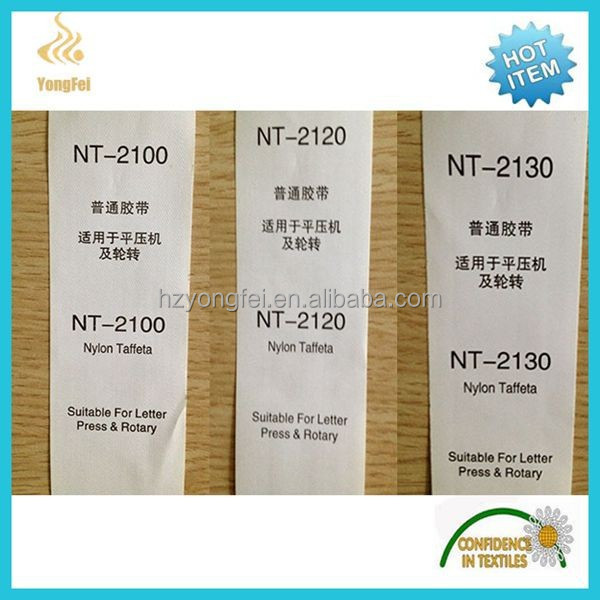 YongFei
HOT
ITEM
NT-2100
普通胶带
适用于平压机
及轮转
NT-2100
Nylon Taffeta
Suitable For Letter
Press & Rotary
NT-2120
普通胶带
适用于平压机
及轮转
NT-2120
Nylon Taffeta
Suitable For Letter
Press & Rotary
NT-2130
普通胶带
适用于平压机
及轮转
NT-2130
Nylon Taffeta
Suitable For Letter
Press & Rotary
hzyongfei.en.alibaba.com
CONFIDENCE
IN TEXTILES